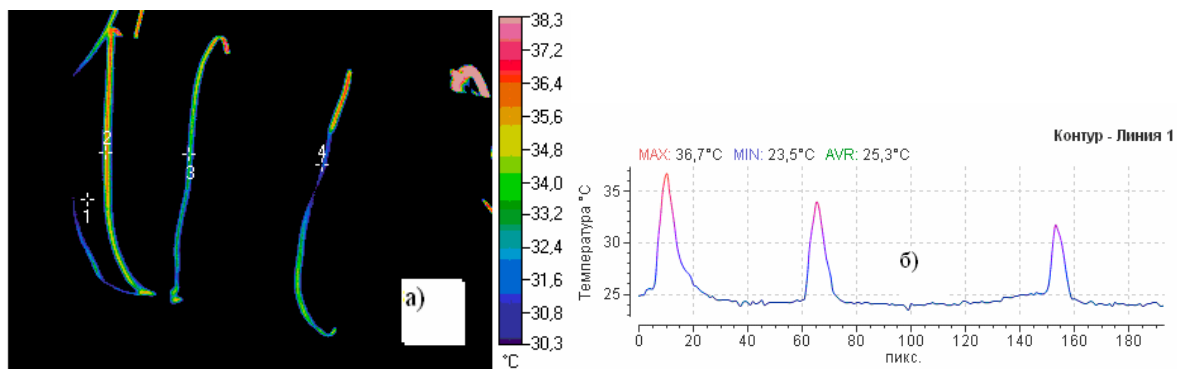 2
3
4
1
а)
38,3
37,2
36,4
35,6
34,8
34,0
33,2
32,4
31,6
30,8
30,3
°C
Контур - Линия 1
MAX: 36,7°C MIN: 23,5°C AVR: 25,3°C
Температура °C
35
30
25
б)
0 20 40 60 80 100 120 140 160 180
пикс.